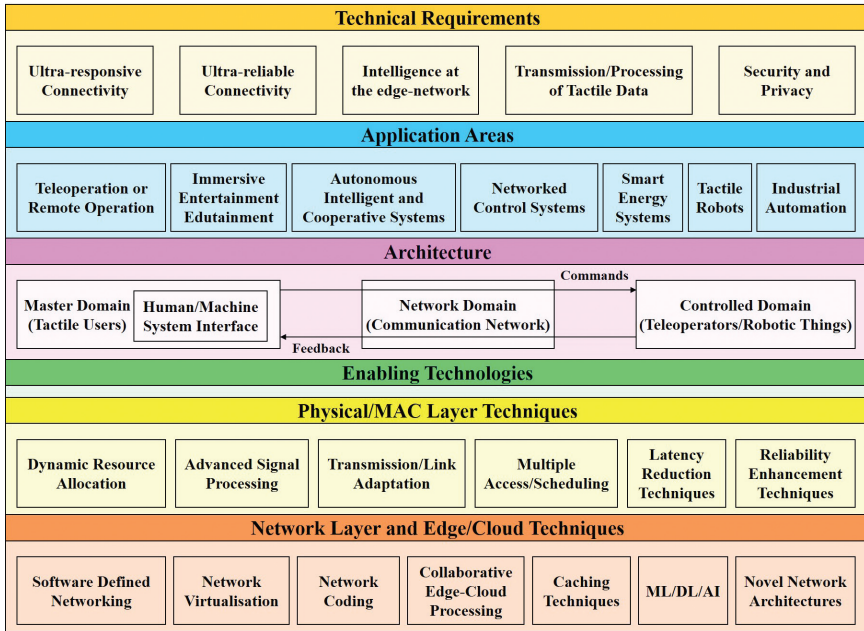 Technical Requirements
Ultra-responsive
Connectivity
Ultra-reliable
Connectivity
Intelligence at
the edge-network
Transmission/Processing
of Tactile Data
Security and
Privacy
Application Areas
Teleoperation or
Remote Operation
Immersive
Entertainment
Edutainment
Autonomous
Intelligent and
Cooperative Systems
Networked
Control Systems
Smart
Energy
Systems
Tactile
Robots
Industrial
Automation
Architecture
Master Domain
(Tactile Users)
Human/Machine
System Interface
Commands
Network Domain
(Communication Network)
Feedback
Controlled Domain
(Teleoperators/Robotic Things)
Enabling Technologies
Physical/MAC Layer Techniques
Dynamic Resource
Allocation
Advanced Signal
Processing
Transmission/Link
Adaptation
Multiple
Access/Scheduling
Latency
Reduction
Techniques
Reliability
Enhancement
Techniques
Network Layer and Edge/Cloud Techniques
Software Defined
Networking
Network
Virtualisation
Network
Coding
Collaborative
Edge-Cloud
Processing
Caching
Techniques
ML/DL/AI
Novel Network
Architectures